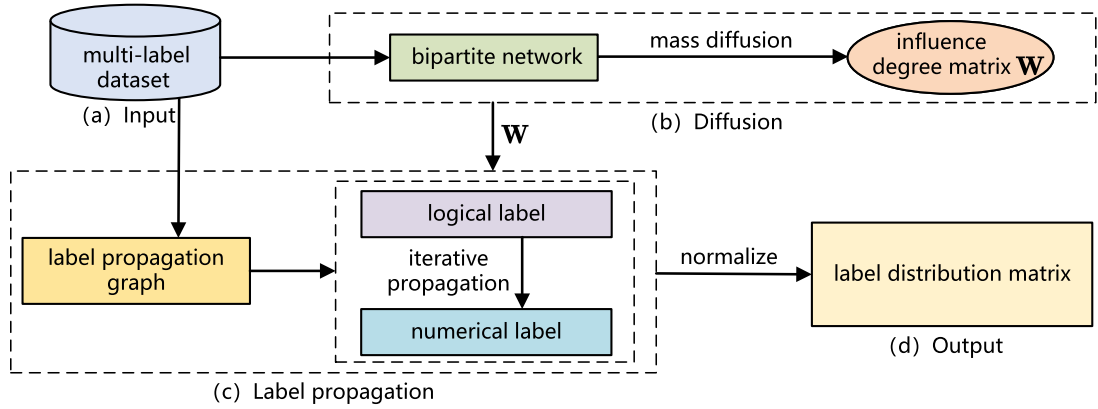 multi-label
dataset
(a) Input
bipartite network
mass diffusion
influence
degree matrix W
(b) Diffusion
W
label propagation
graph
logical label
iterative
propagation
numerical label
(c) Label propagation
normalize
label distribution matrix
(d) Output